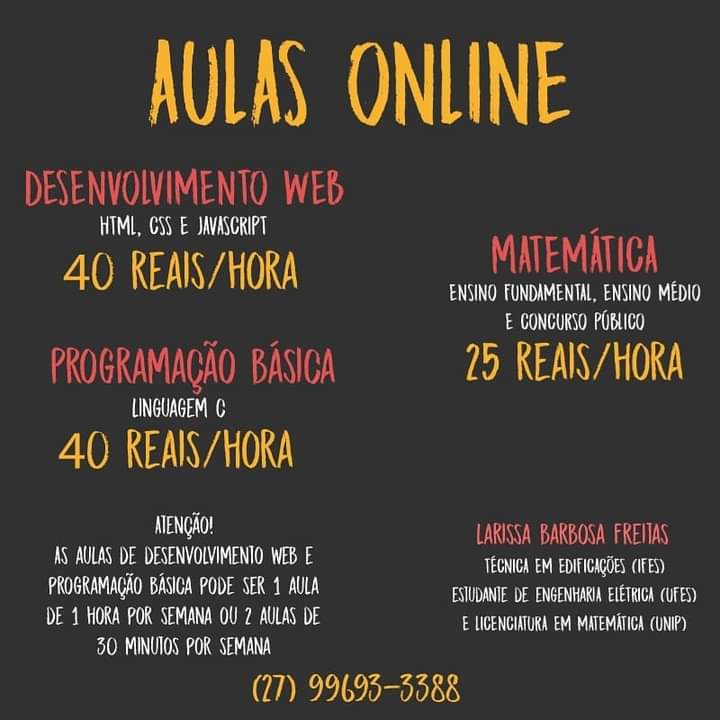 AULAS ONLINE
DESENVOLVIMENTO WEB
HTML, CSS E JAVASCRIPT
40 REAIS/HORA
PROGRAMAÇÃO BÁSICA
LINGUAGEM C
40 REAIS/HORA
MATEMÁTICA
ENSINO FUNDAMENTAL, ENSINO MÉDIO
E CONCURSO PÚBLICO
25 REAIS/HORA
ATENÇÃO!
AS AULAS DE DESENVOLVIMENTO WEB E
PROGRAMAÇÃO BÁSICA PODE SER 1 AULA
DE 1 HORA POR SEMANA OU 2 AULAS DE
30 MINUTOS POR SEMANA
LARISSA BARBOSA FREITAS
TÉCNICA EM EDIFICAÇÕES (IFES)
ESTUDANTE DE ENGENHARIA ELÉTRICA (UFES)
E LICENCIATURA EM MATEMÁTICA (UNIP)
(27) 99693-3388